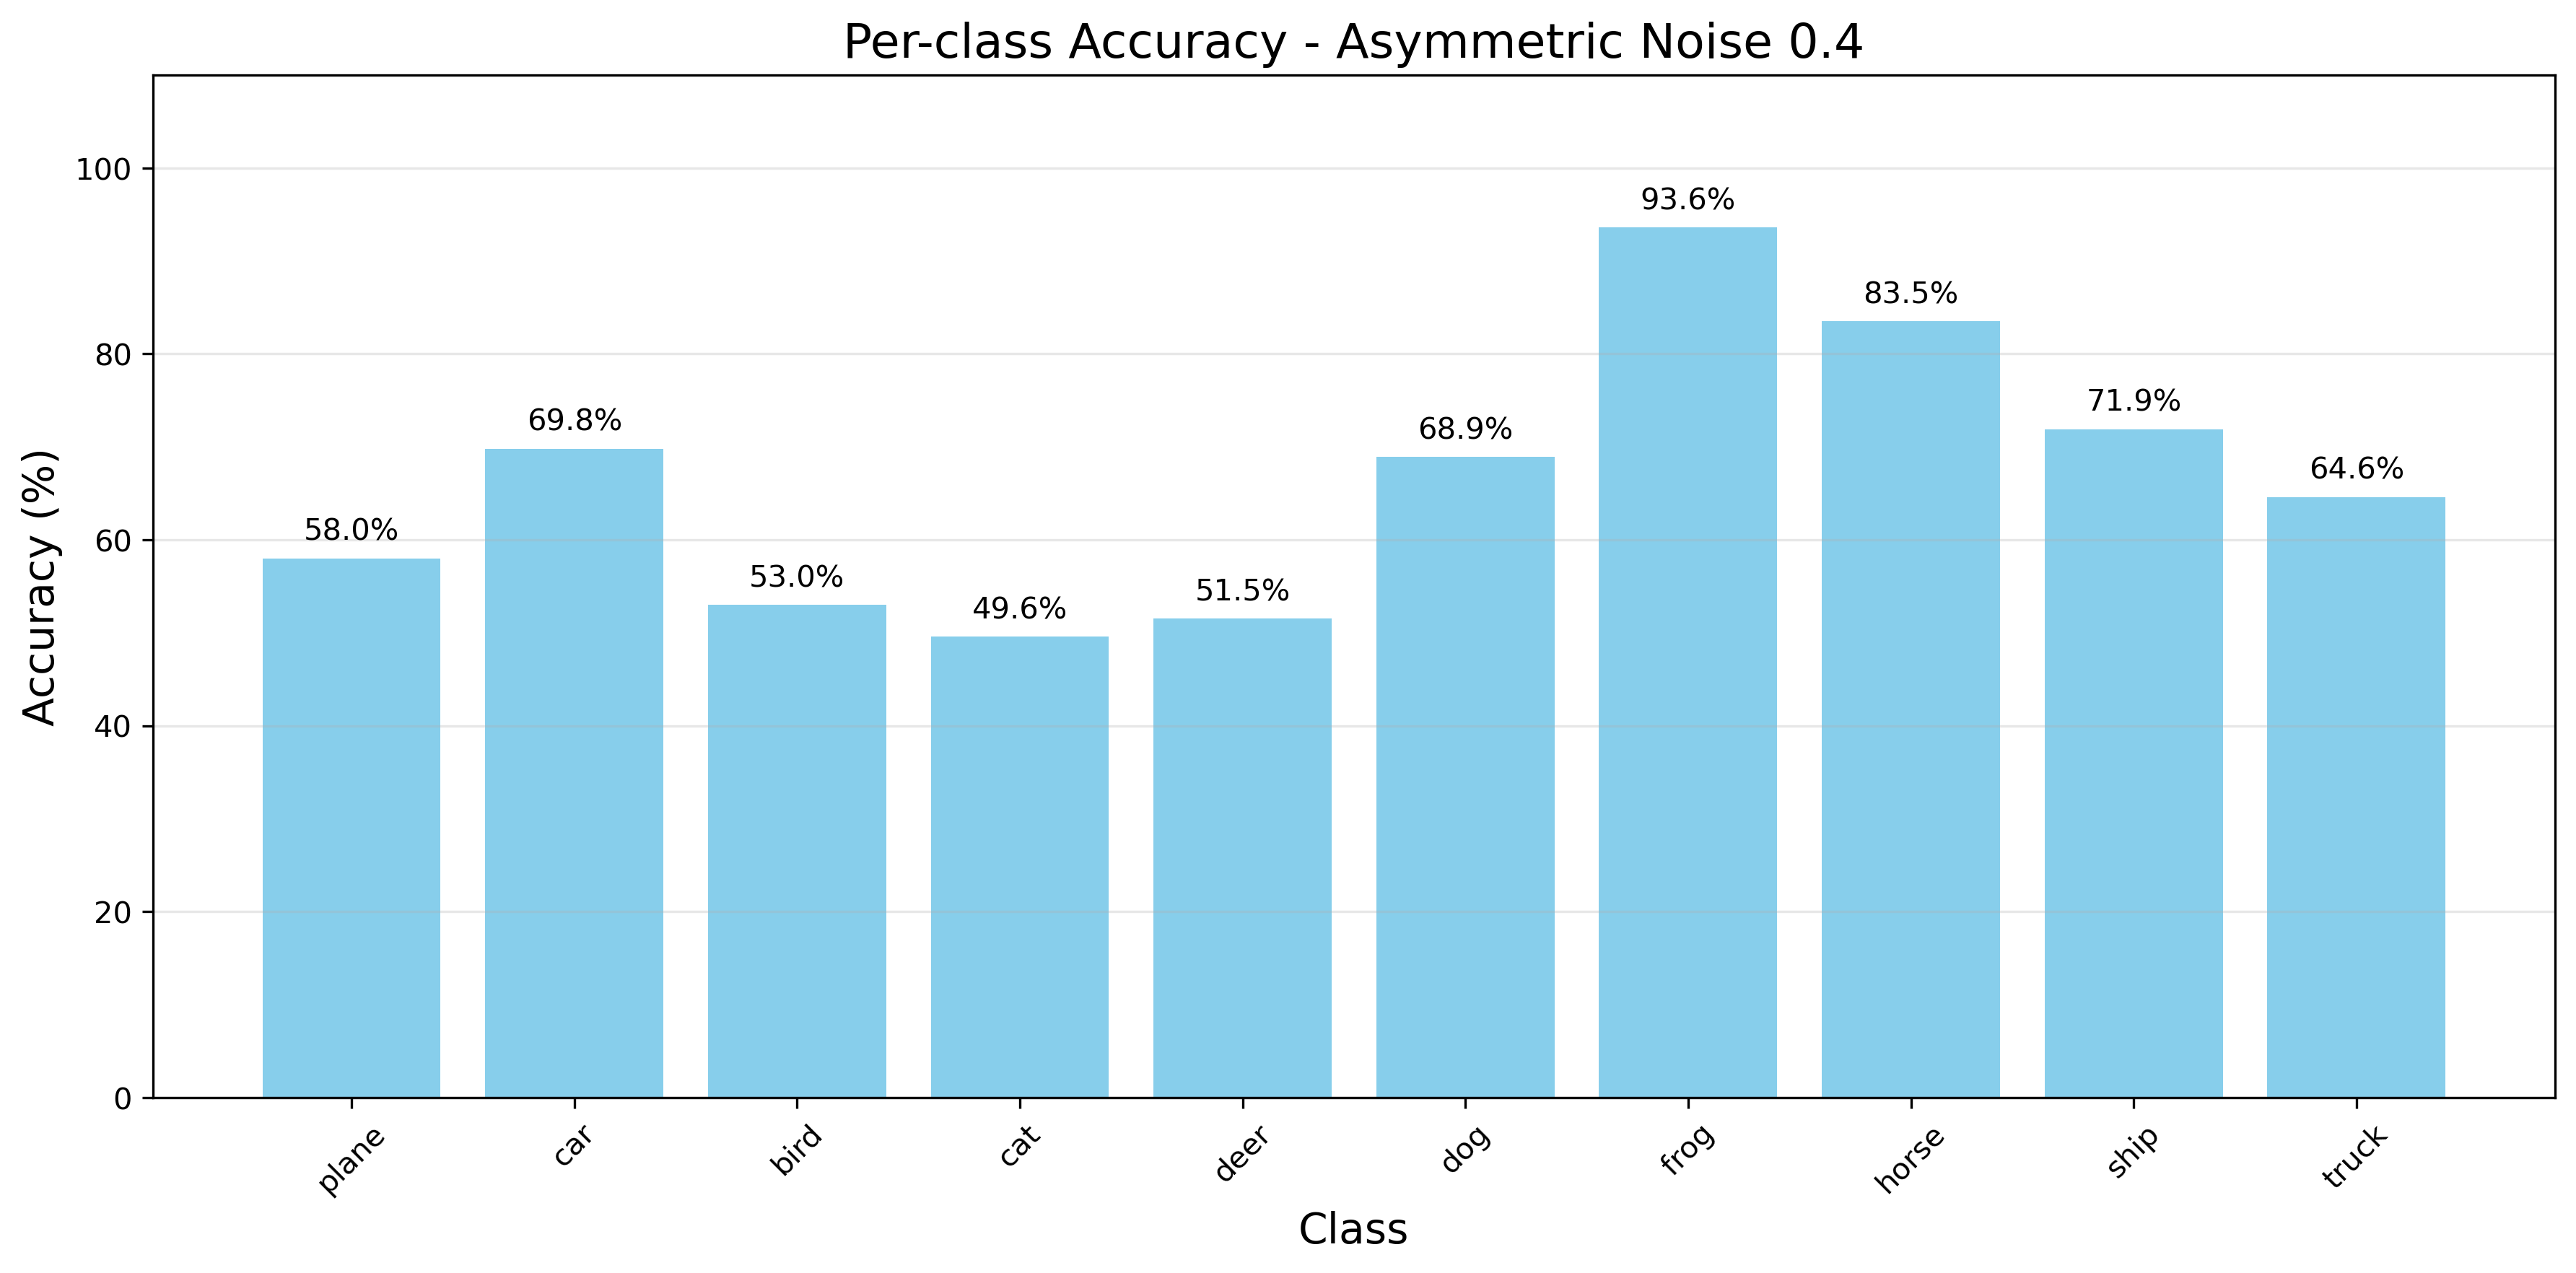 Per-class Accuracy - Asymmetric Noise 0.4
Accuracy (%)
100
80
60
40
20
0
58.0%
69.8%
53.0%
49.6%
51.5%
68.9%
93.6%
83.5%
71.9%
64.6%
plane
car
bird
cat
deer
dog
frog
horse
ship
truck
Class